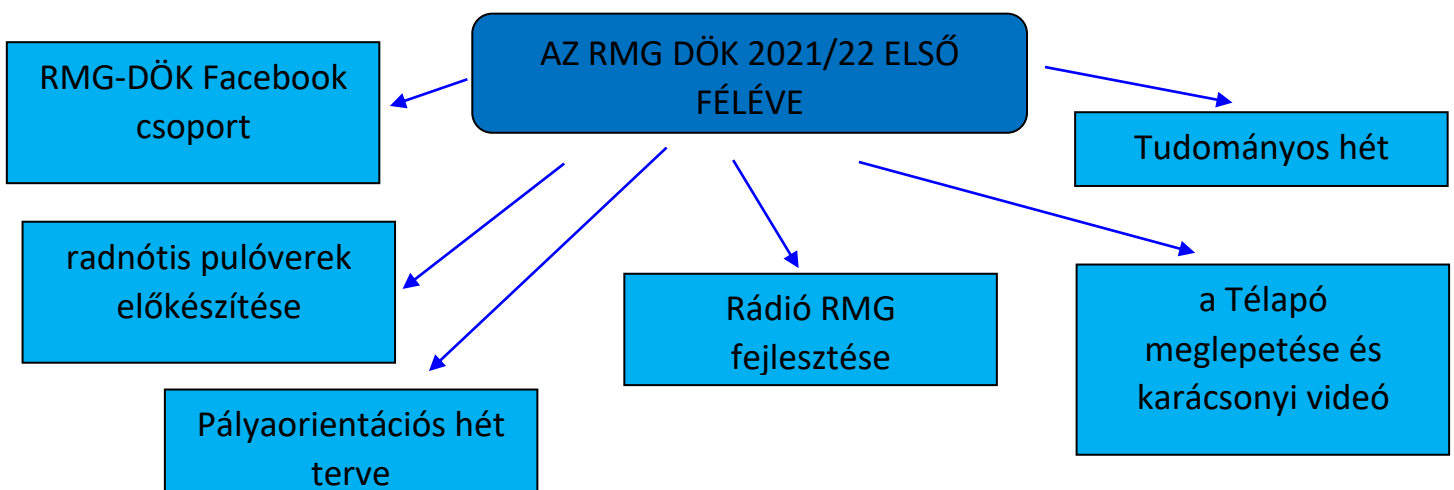 AZ RMG DÖK 2021/22 ELSŐ
FÉLÉVE
RMG-DÖK Facebook
csoport
Tudományos hét
radnótis pulóverek
előkészítése
Rádió RMG
fejlesztése
a Télapó
meglepetése és
karácsonyi videó
Pályaorientációs hét
terve